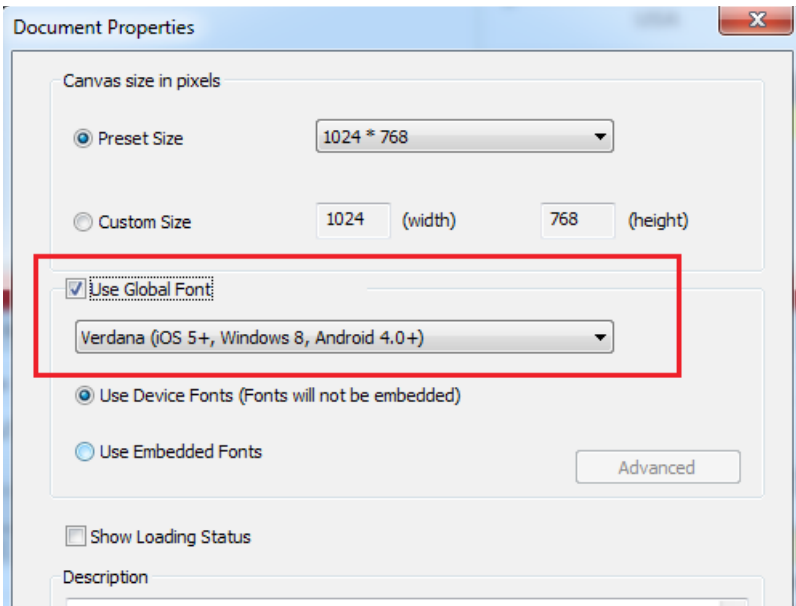 Document Properties
Canvas size in pixels
Preset Size 1024 * 768
Custom Size 1024 (width) 768 (height)
Use Global Font
Verdana (iOS 5+, Windows 8, Android 4.0+)
Use Device Fonts (Fonts will not be embedded)
Use Embedded Fonts
Advanced
Show Loading Status
Description